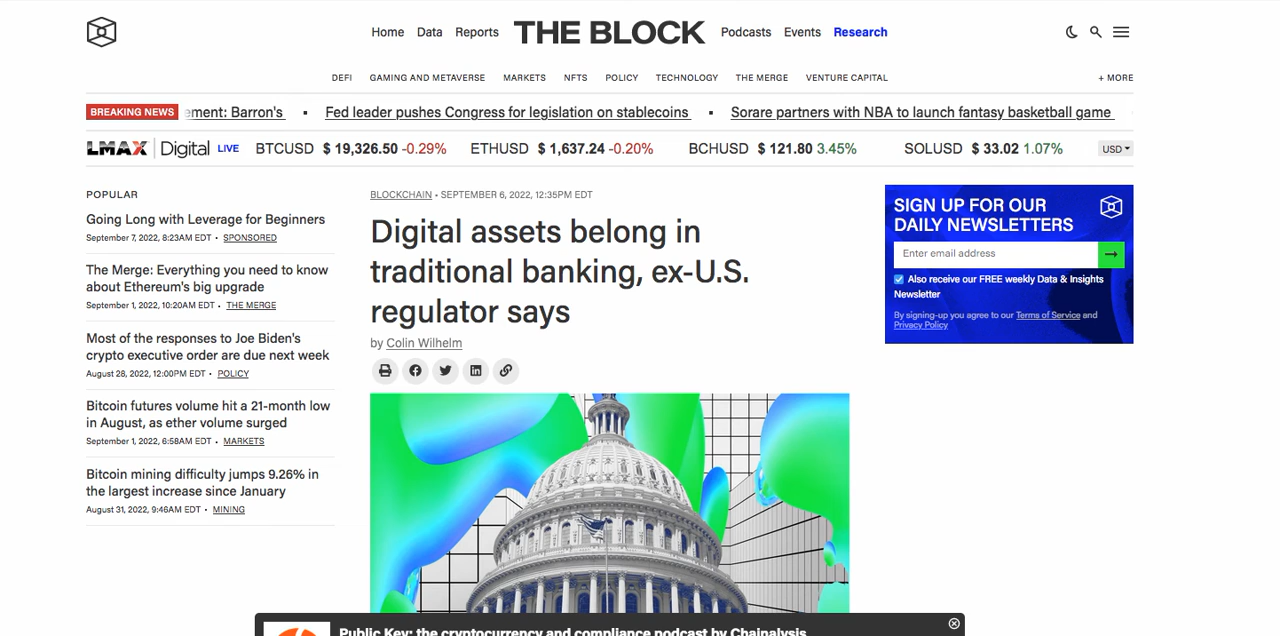 Home Data Reports THE BLOCK Podcasts Events Research
DEFI GAMING AND METAVERSE MARKETS NFTS POLICY TECHNOLOGY THE MERGE VENTURE CAPITAL + MORE
BREAKING NEWS ement: Barron's ▪ Fed leader pushes Congress for legislation on stablecoins ▪ Sorare partners with NBA to launch fantasy basketball game
LMAX Digital LIVE BTCUSD $ 19,326.50 -0.29% ETHUSD $ 1,637.24 -0.20% BCHUSD $ 121.80 3.45% SOLUSD $ 33.02 1.07% USD
POPULAR
Going Long with Leverage for Beginners
September 7, 2022, 8:23AM EDT • SPONSORED
The Merge: Everything you need to know
about Ethereum's big upgrade
September 1, 2022, 10:20AM EDT • THE MERGE
Most of the responses to Joe Biden's
crypto executive order are due next week
August 28, 2022, 12:00PM EDT • POLICY
Bitcoin futures volume hit a 21-month low
in August, as ether volume surged
September 1, 2022, 6:58AM EDT • MARKETS
Bitcoin mining difficulty jumps 9.26% in
the largest increase since January
August 31, 2022, 9:46AM EDT • MINING
BLOCKCHAIN • SEPTEMBER 6, 2022, 12:35PM EDT
Digital assets belong in
traditional banking, ex-U.S.
regulator says
by Colin Wilhelm
SIGN UP FOR OUR
DAILY NEWSLETTERS
Enter email address
Also receive our FREE weekly Data & Insights
Newsletter
By signing-up you agree to our Terms of Service and
Privacy Policy
Public Key: the cryptocurrency and compliance podcast by Chainalysis